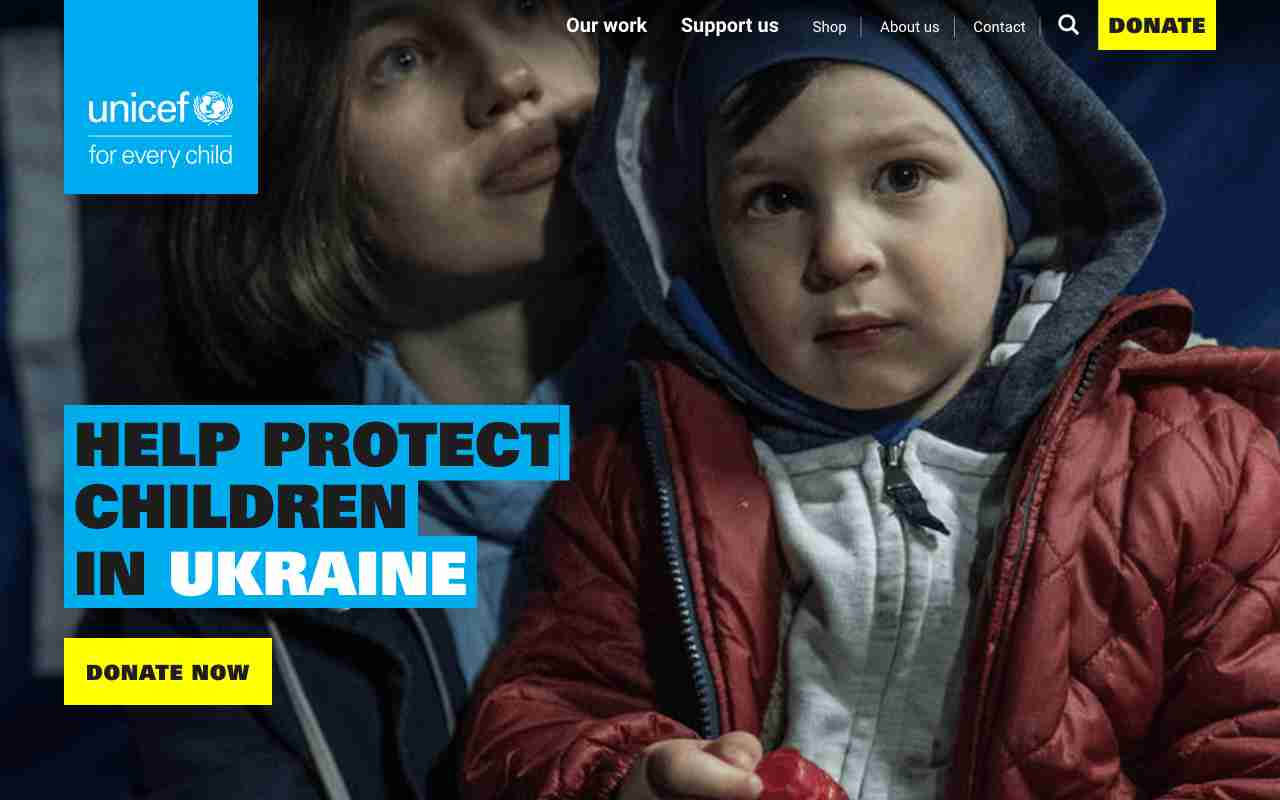 Our work
Support us
Shop
About us
Contact
DONATE
unicef
for every child
HELP PROTECT
CHILDREN
IN UKRAINE
DONATE NOW